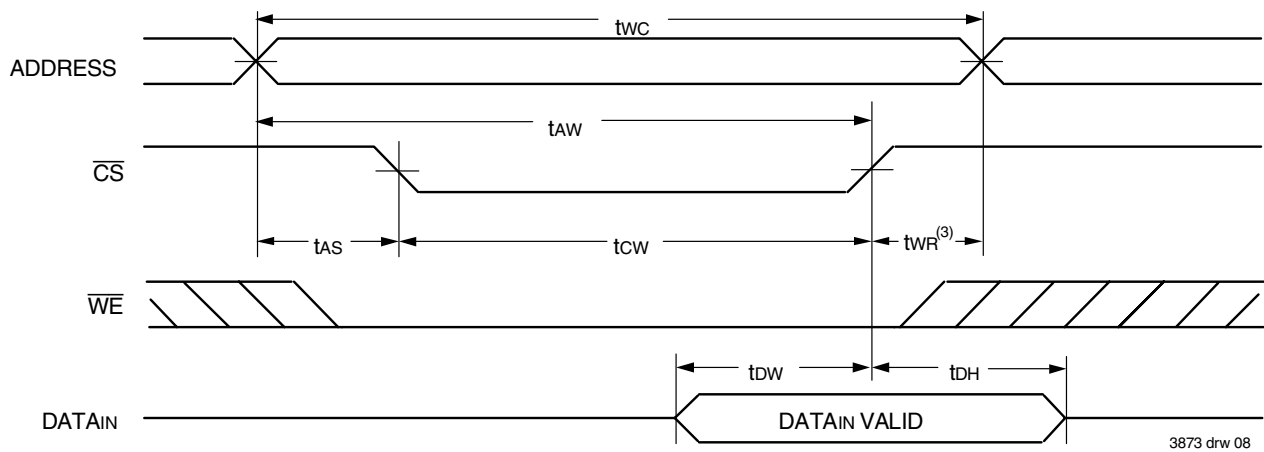 tWC
ADDRESS
tAW
CS
tAS
tCW
tWR(3)
WE
tDW
tDH
DATAIN
DATAIN VALID
3873 drw 08